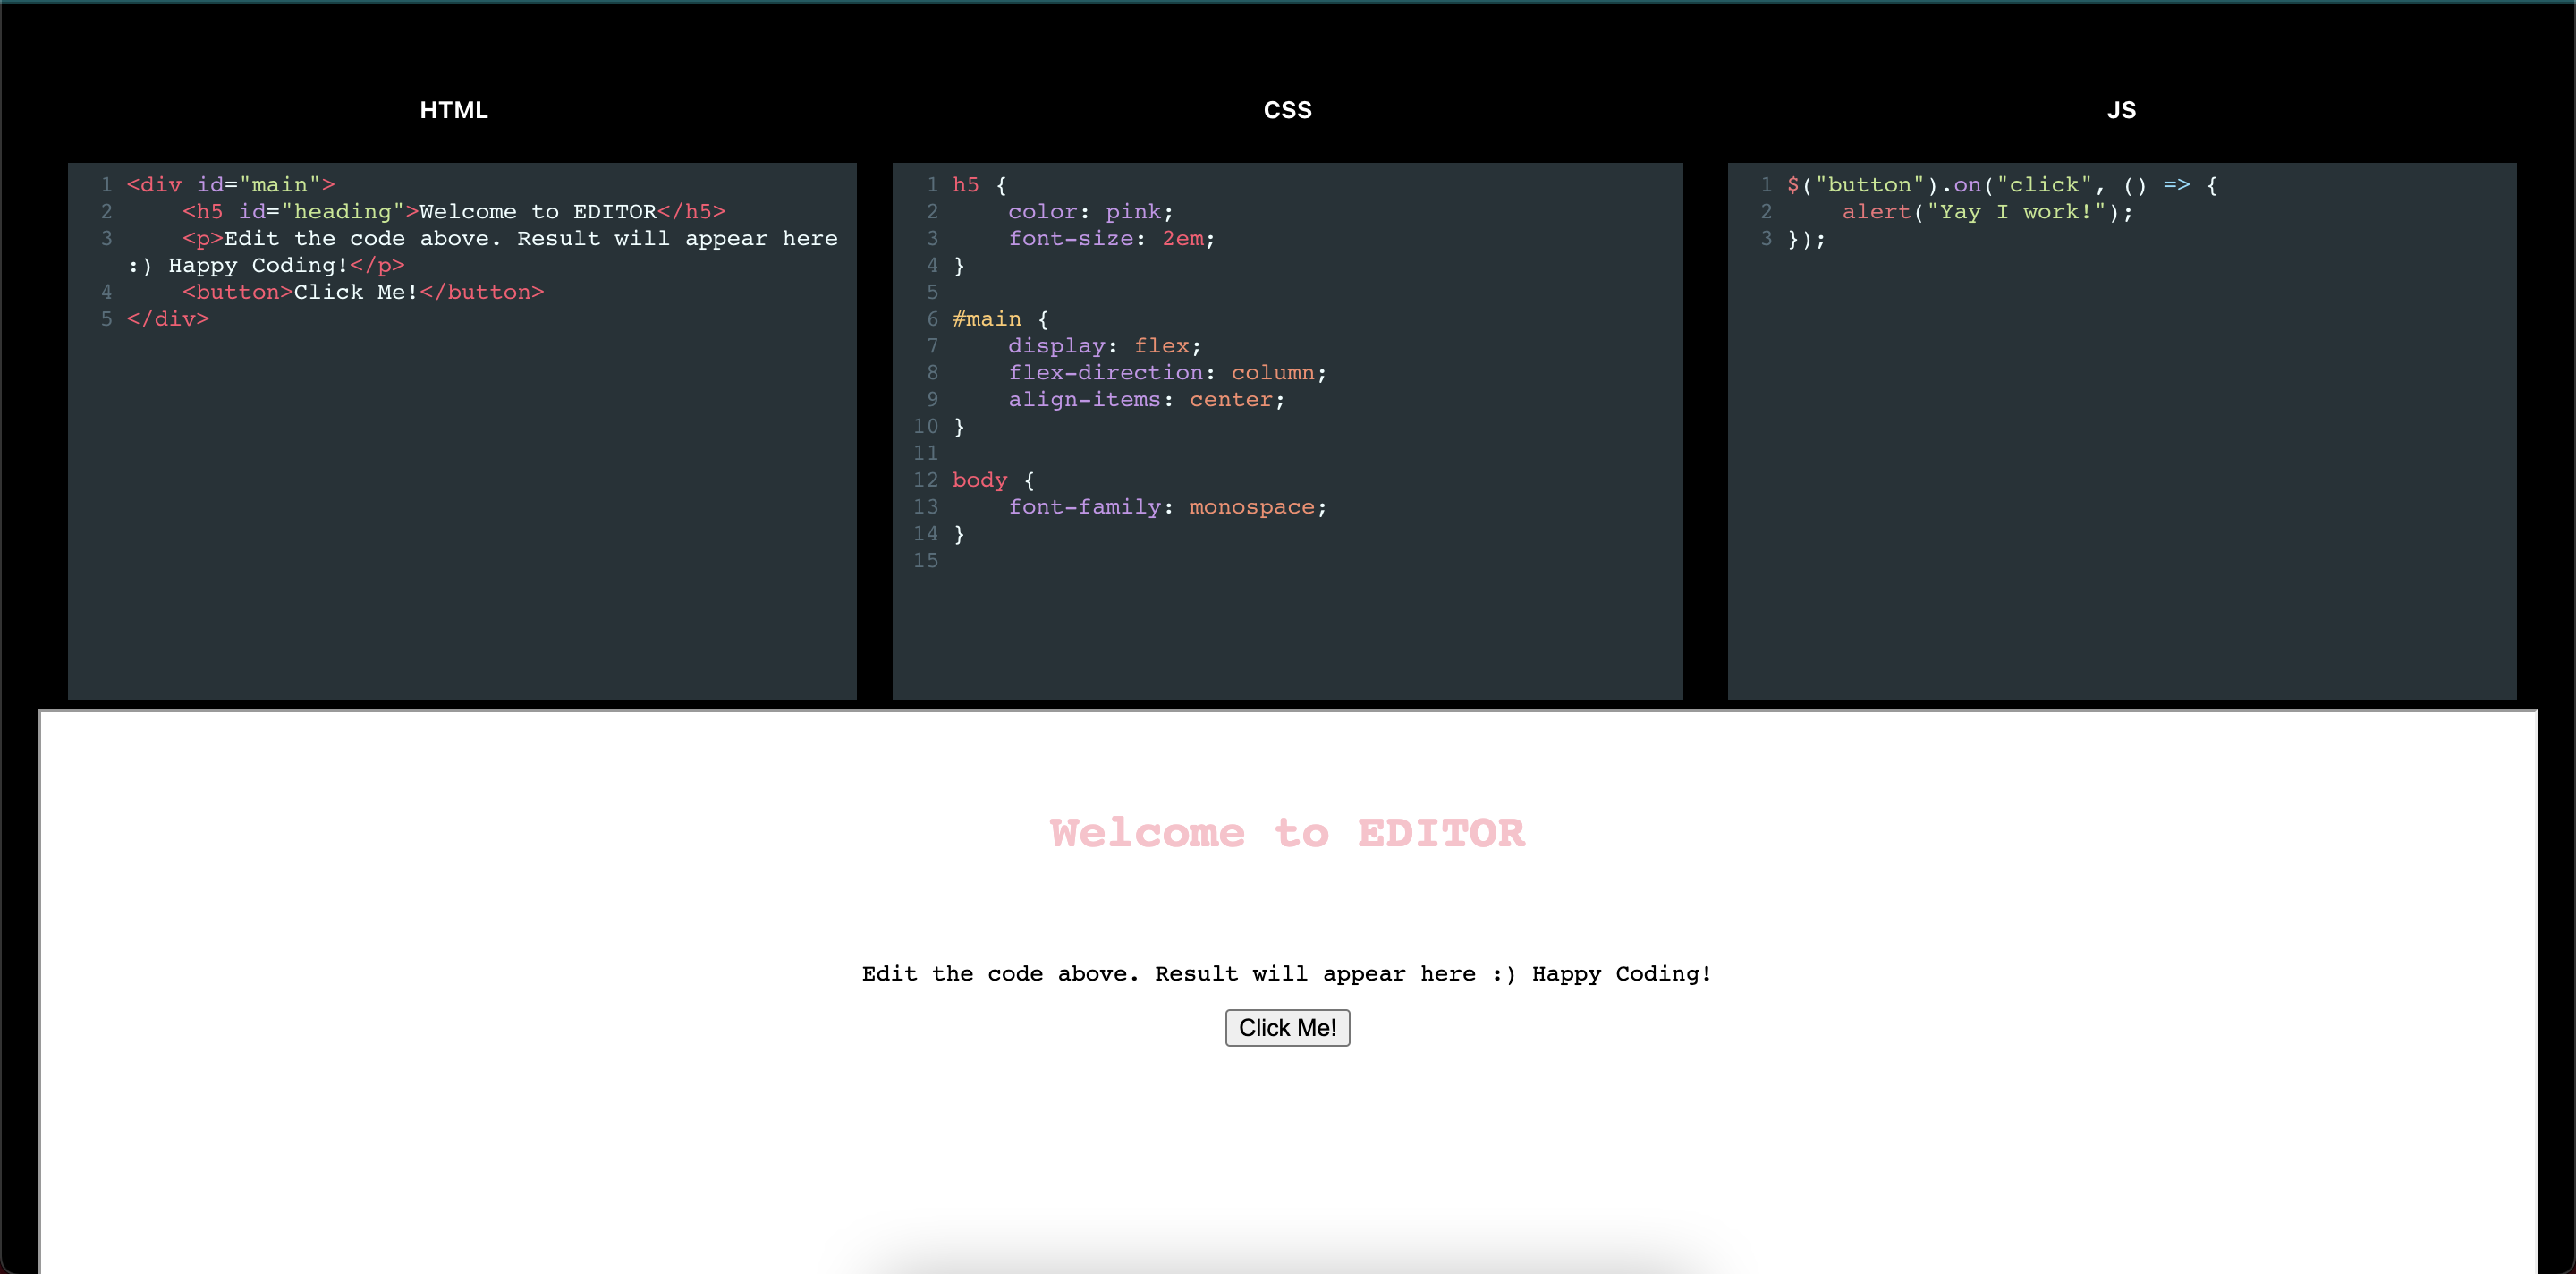 HTML
1 <div id="main">
2     <h5 id="heading">Welcome to EDITOR</h5>
3     <p>Edit the code above. Result will appear here
:) Happy Coding!</p>
4     <button>Click Me!</button>
5 </div>
CSS
1 h5 {
2     color: pink;
3     font-size: 2em;
4 }
5
6 #main {
7     display: flex;
8     flex-direction: column;
9     align-items: center;
10 }
11
12 body {
13     font-family: monospace;
14 }
15
JS
1 $("button").on("click", () => {
2     alert("Yay I work!");
3 });
Welcome to EDITOR
Edit the code above. Result will appear here :) Happy Coding!
Click Me!